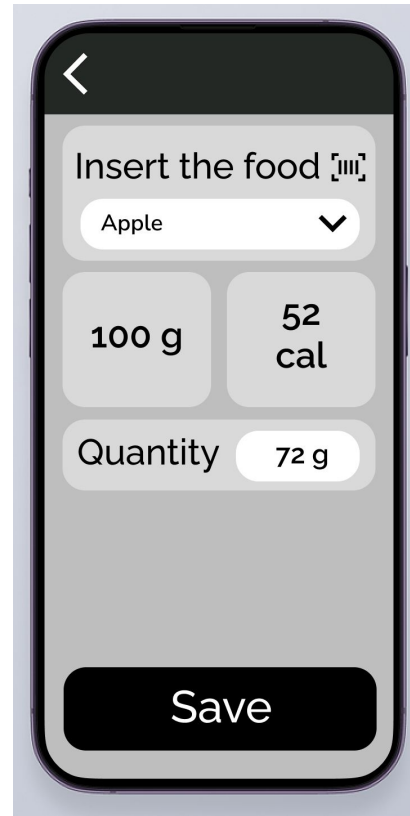 Insert the food
Apple
100 g
52
cal
Quantity
72 g
Save